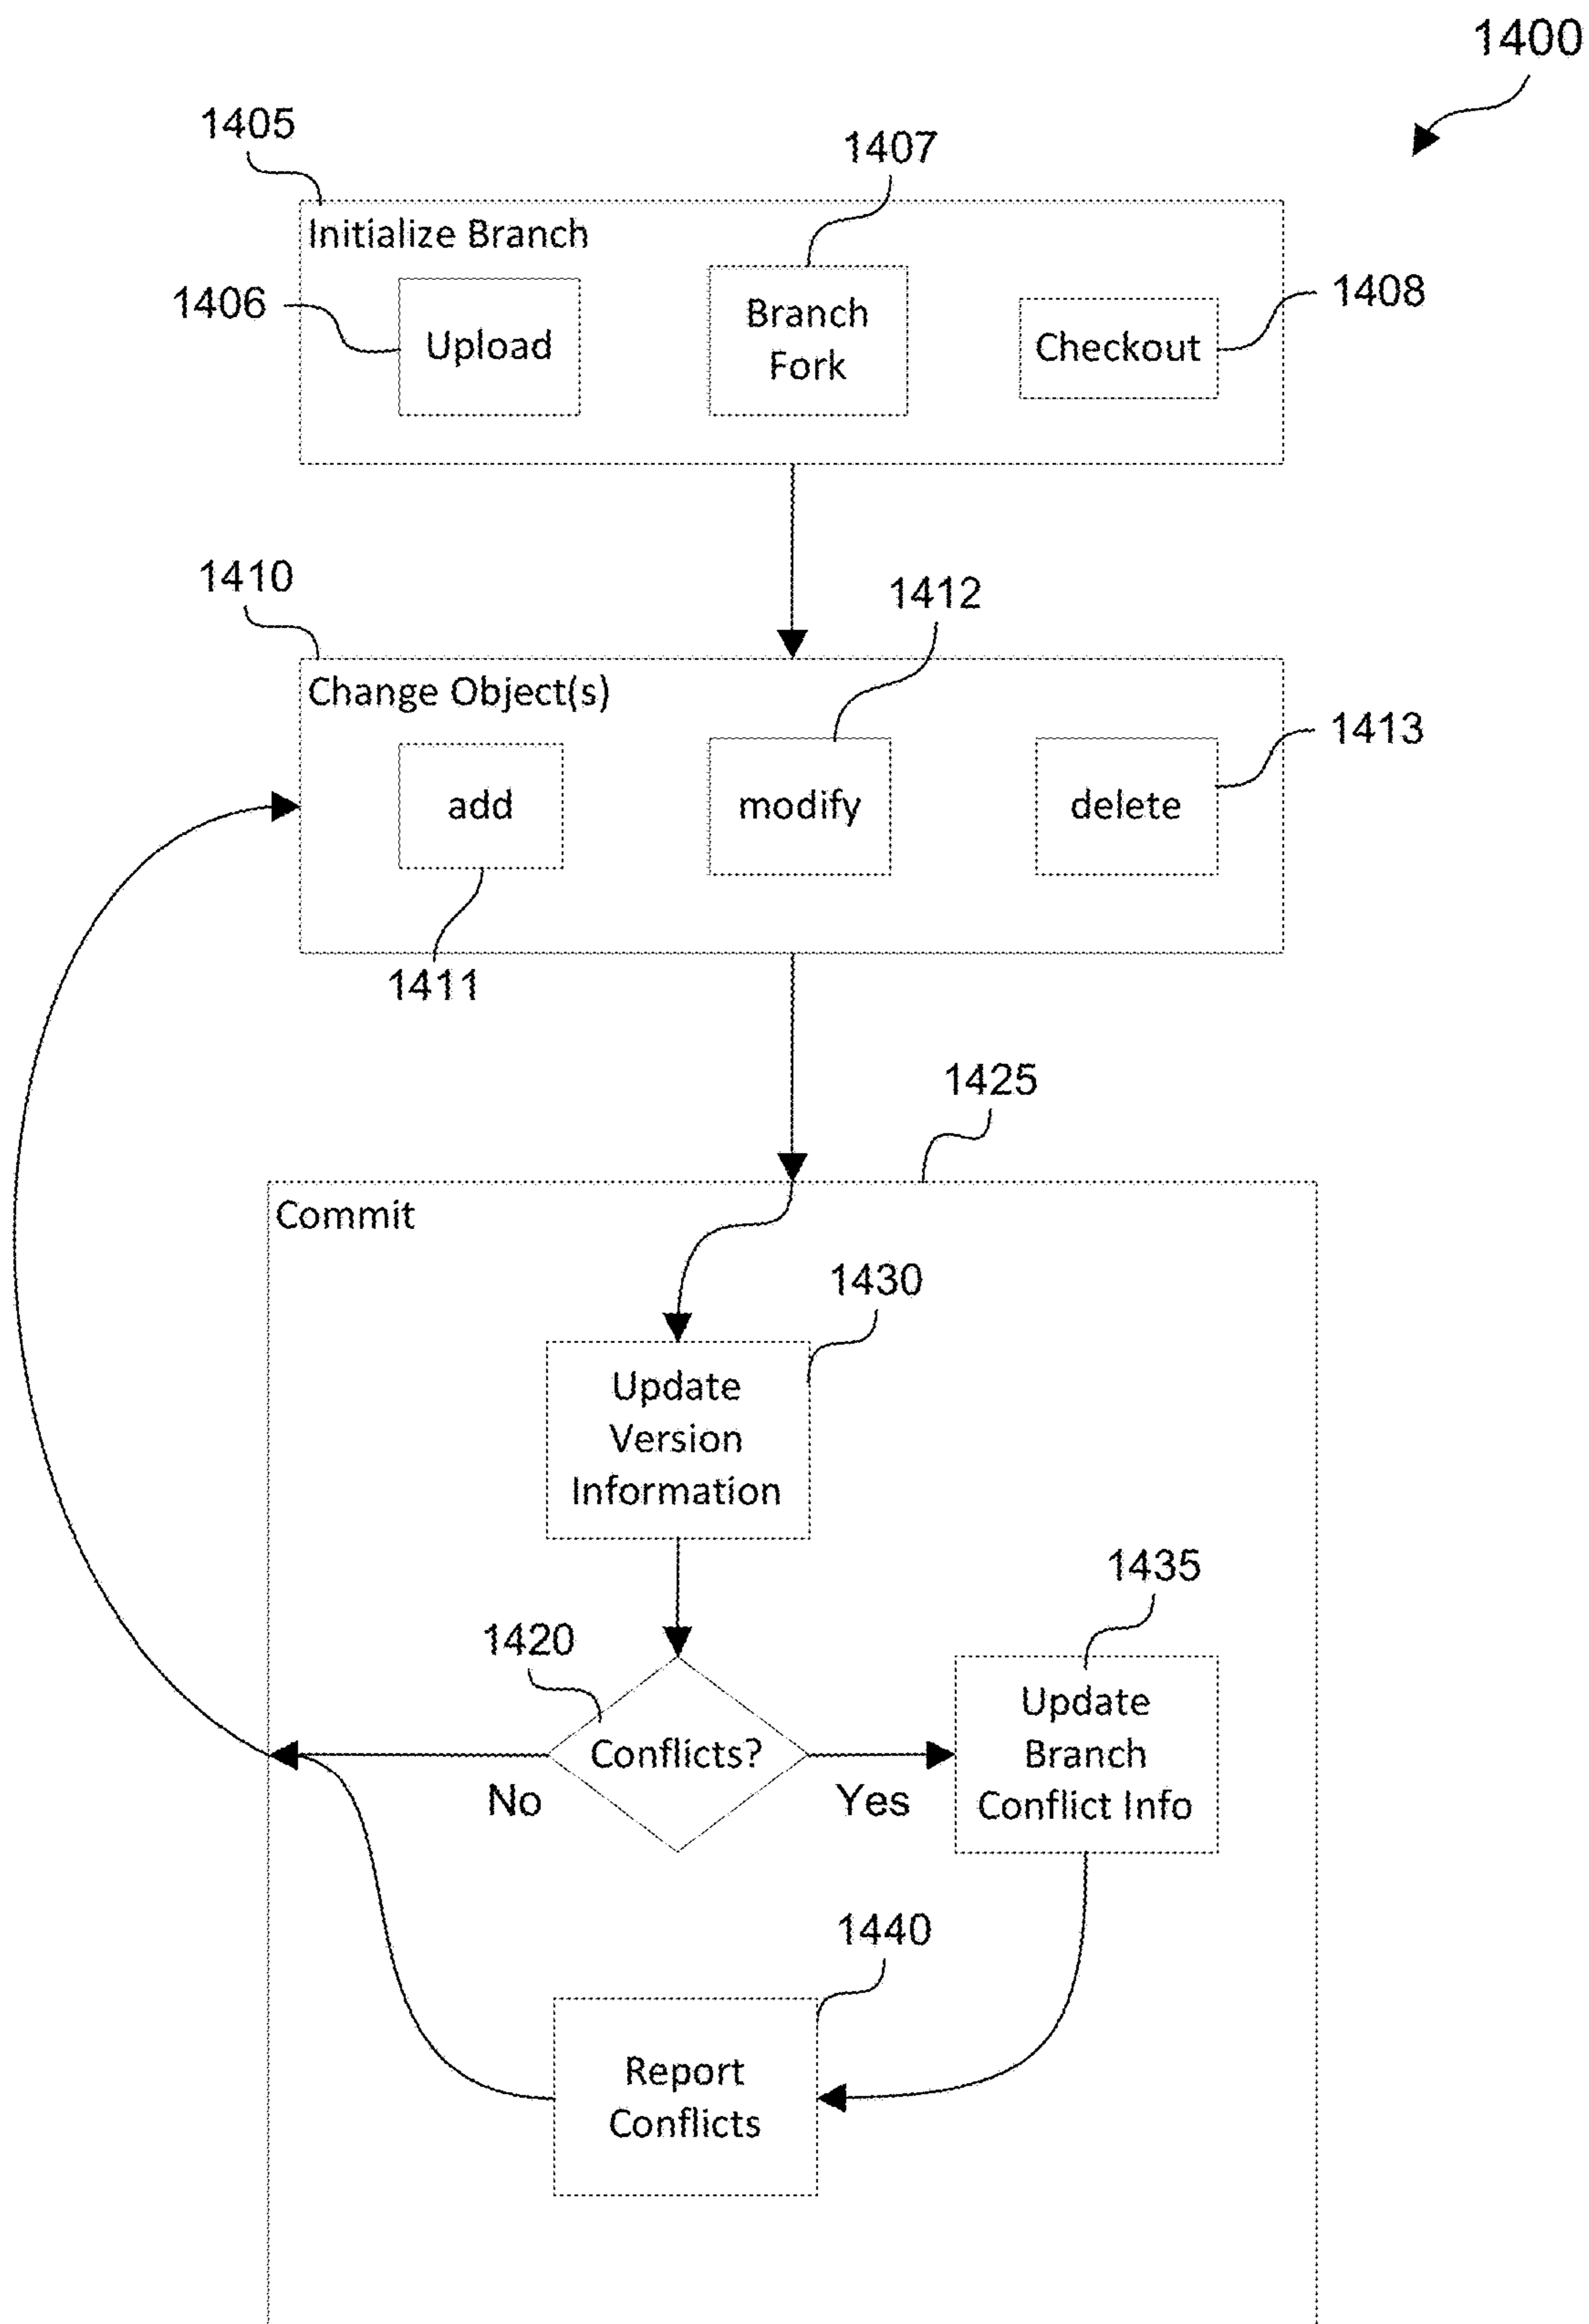 1400
1405
1407
Initialize Branch
1406
Upload
Branch
Fork
Checkout
1408
1410
1412
Change Object(s)
1413
add
modify
delete
1411
1425
Commit
1430
Update
Version
Information
1435
1420
Conflicts?
No
Yes
Update
Branch
Conflict Info
1440
Report
Conflicts